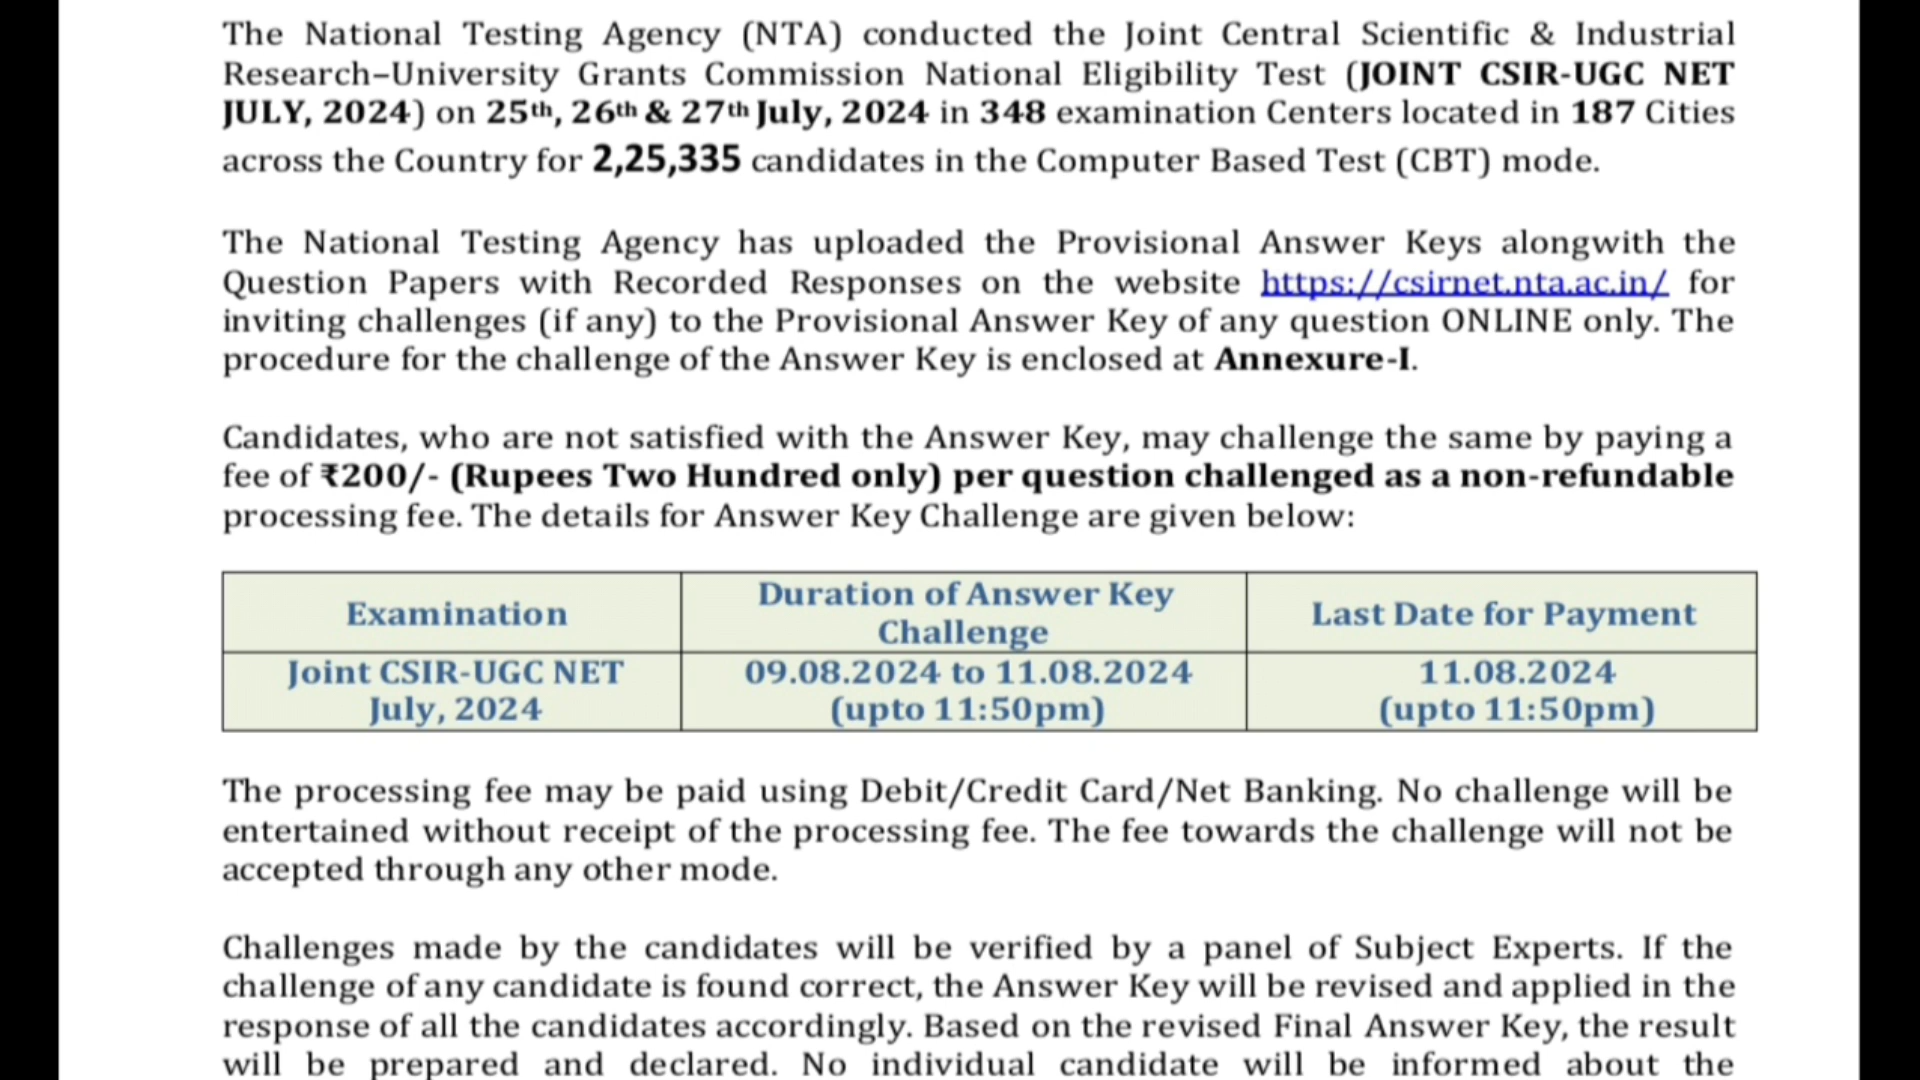 The National Testing Agency (NTA) conducted the Joint Central Scientific & Industrial
Research–University Grants Commission National Eligibility Test (JOINT CSIR-UGC NET
JULY, 2024) on 25th, 26th & 27th July, 2024 in 348 examination Centers located in 187 Cities
across the Country for 2,25,335 candidates in the Computer Based Test (CBT) mode.
The National Testing Agency has uploaded the Provisional Answer Keys alongwith the
Question Papers with Recorded Responses on the website https://csirnet.nta.ac.in/ for
inviting challenges (if any) to the Provisional Answer Key of any question ONLINE only. The
procedure for the challenge of the Answer Key is enclosed at Annexure-I.
Candidates, who are not satisfied with the Answer Key, may challenge the same by paying a
fee of ₹200/- (Rupees Two Hundred only) per question challenged as a non-refundable
processing fee. The details for Answer Key Challenge are given below:
Examination
Duration of Answer Key
Challenge
Last Date for Payment
Joint CSIR-UGC NET
July, 2024
09.08.2024 to 11.08.2024
(upto 11:50pm)
11.08.2024
(upto 11:50pm)
The processing fee may be paid using Debit/Credit Card/Net Banking. No challenge will be
entertained without receipt of the processing fee. The fee towards the challenge will not be
accepted through any other mode.
Challenges made by the candidates will be verified by a panel of Subject Experts. If the
challenge of any candidate is found correct, the Answer Key will be revised and applied in the
response of all the candidates accordingly. Based on the revised Final Answer Key, the result
will be prepared and declared. No individual candidate will be informed about the